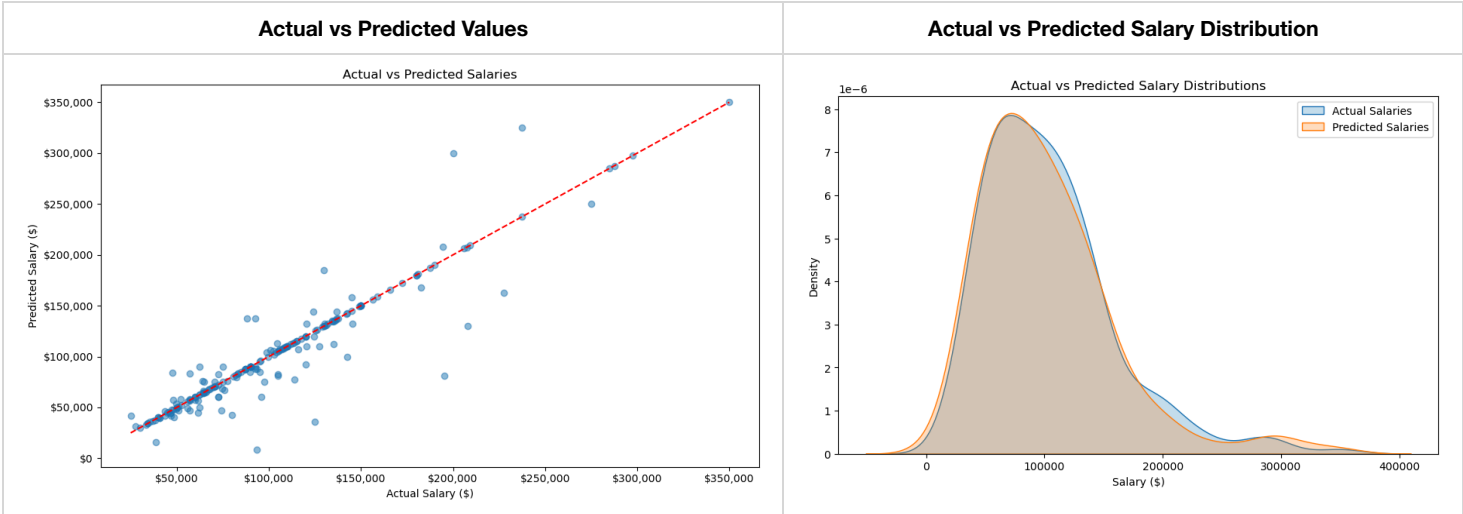 Actual vs Predicted Values
Actual vs Predicted Salary Distribution
Actual vs Predicted Salaries
$350,000
$300,000
$250,000
$200,000
$150,000
$100,000
$50,000
$0
Predicted Salary ($)
$50,000
$100,000
$150,000
$200,000
$250,000
$300,000
$350,000
Actual Salary ($)
Actual vs Predicted Salary Distributions
1e−6
Actual Salaries
Predicted Salaries
8
7
6
5
4
3
2
1
0
Density
0
100000
200000
300000
400000
Salary ($)